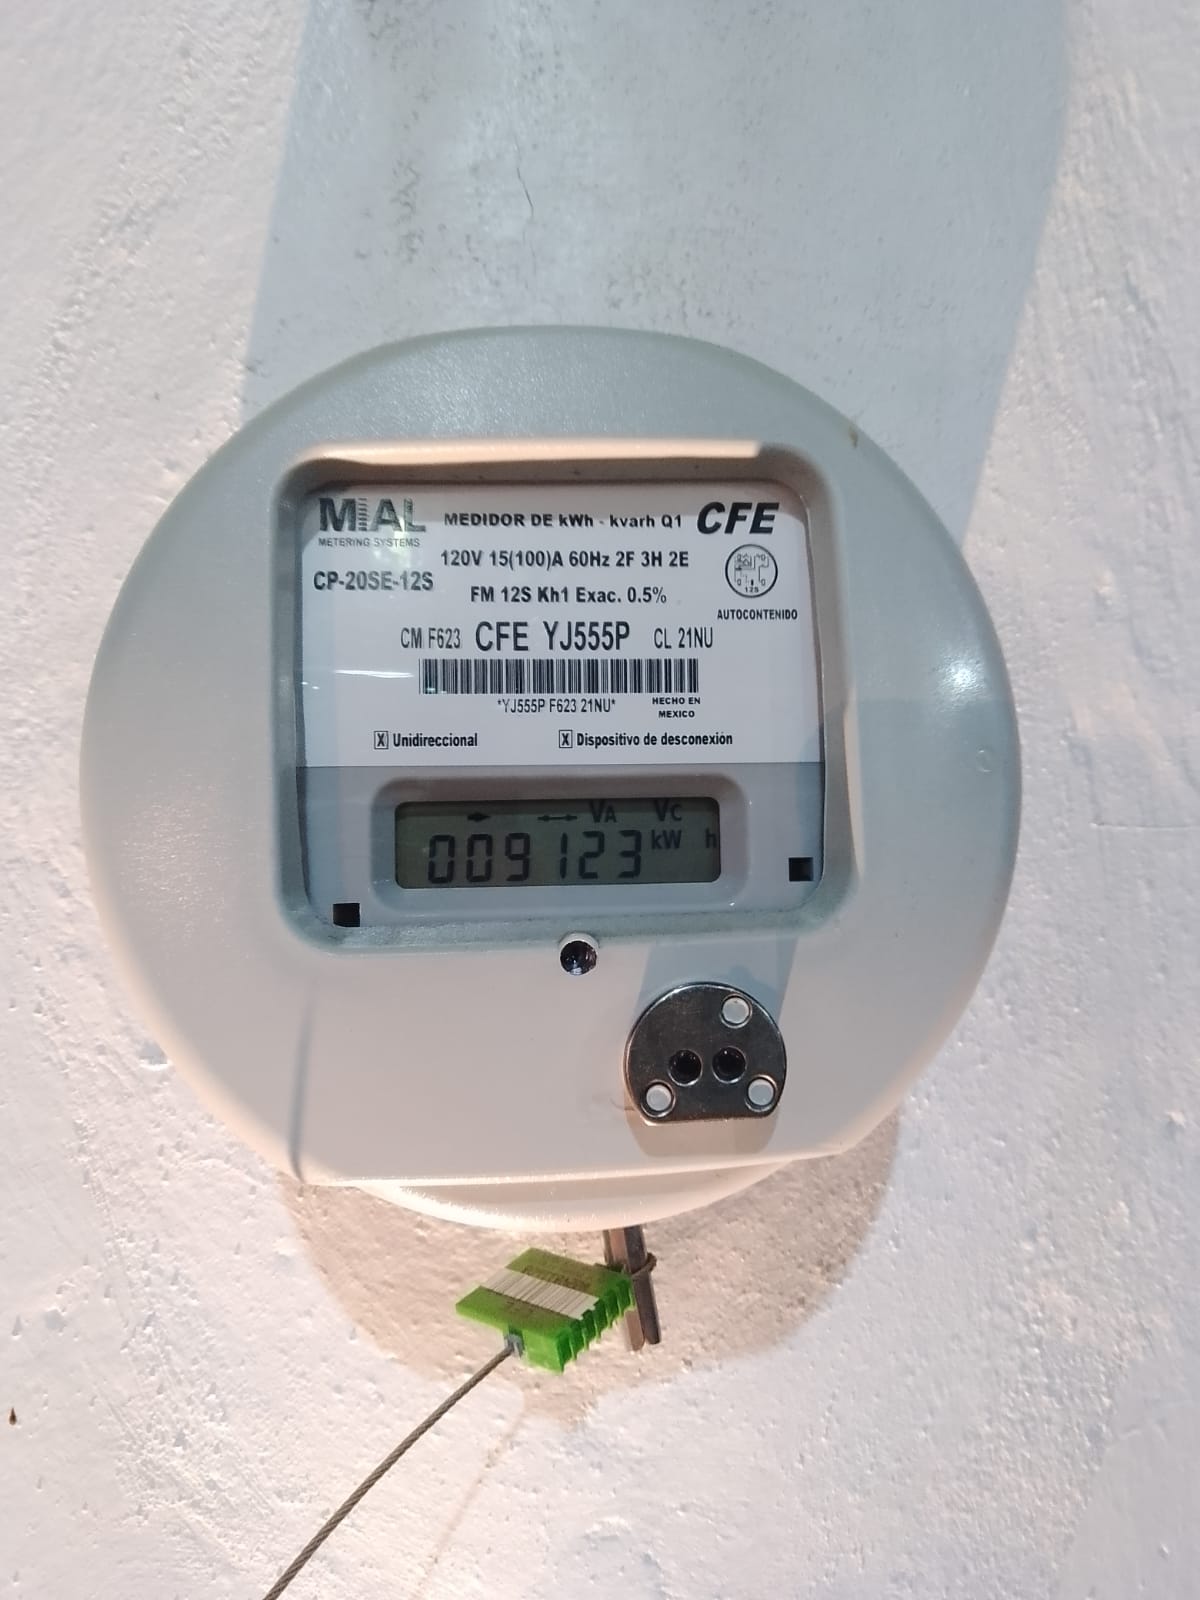 MIAL
METERING SYSTEMS
MEDIDOR DE kWh - kvarh Q1
CFE
120V 15(100)A 60Hz 2F 3H 2E
CP-20SE-12S
FM 12S Kh1 Exac. 0.5%
12S
AUTOCONTENIDO
CM F623 CFE YJ555P CL 21NU
*YJ555P F623 21NU*
HECHO EN
MEXICO
X Unidireccional
X Dispositivo de desconexión
VA VC
009123 kW h